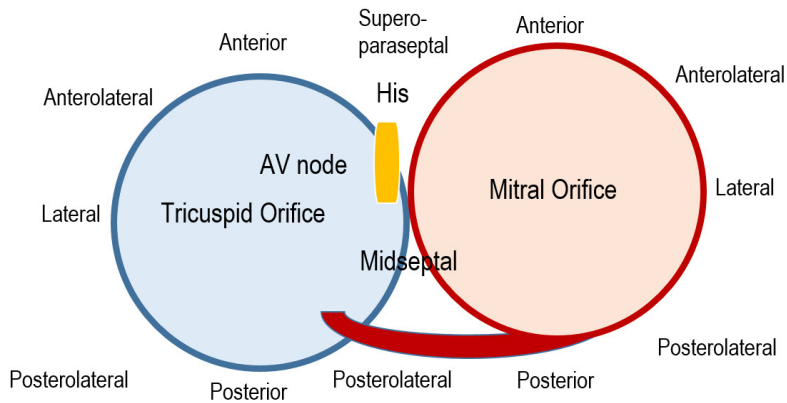 Supero-
paraseptal
Anterior
Anterior
Anterolateral
Anterolateral
His
AV node
Mitral Orifice
Lateral
Lateral
Tricuspid Orifice
Midseptal
Posterolateral
Posterolateral
Posterior
Posterolateral
Posterior